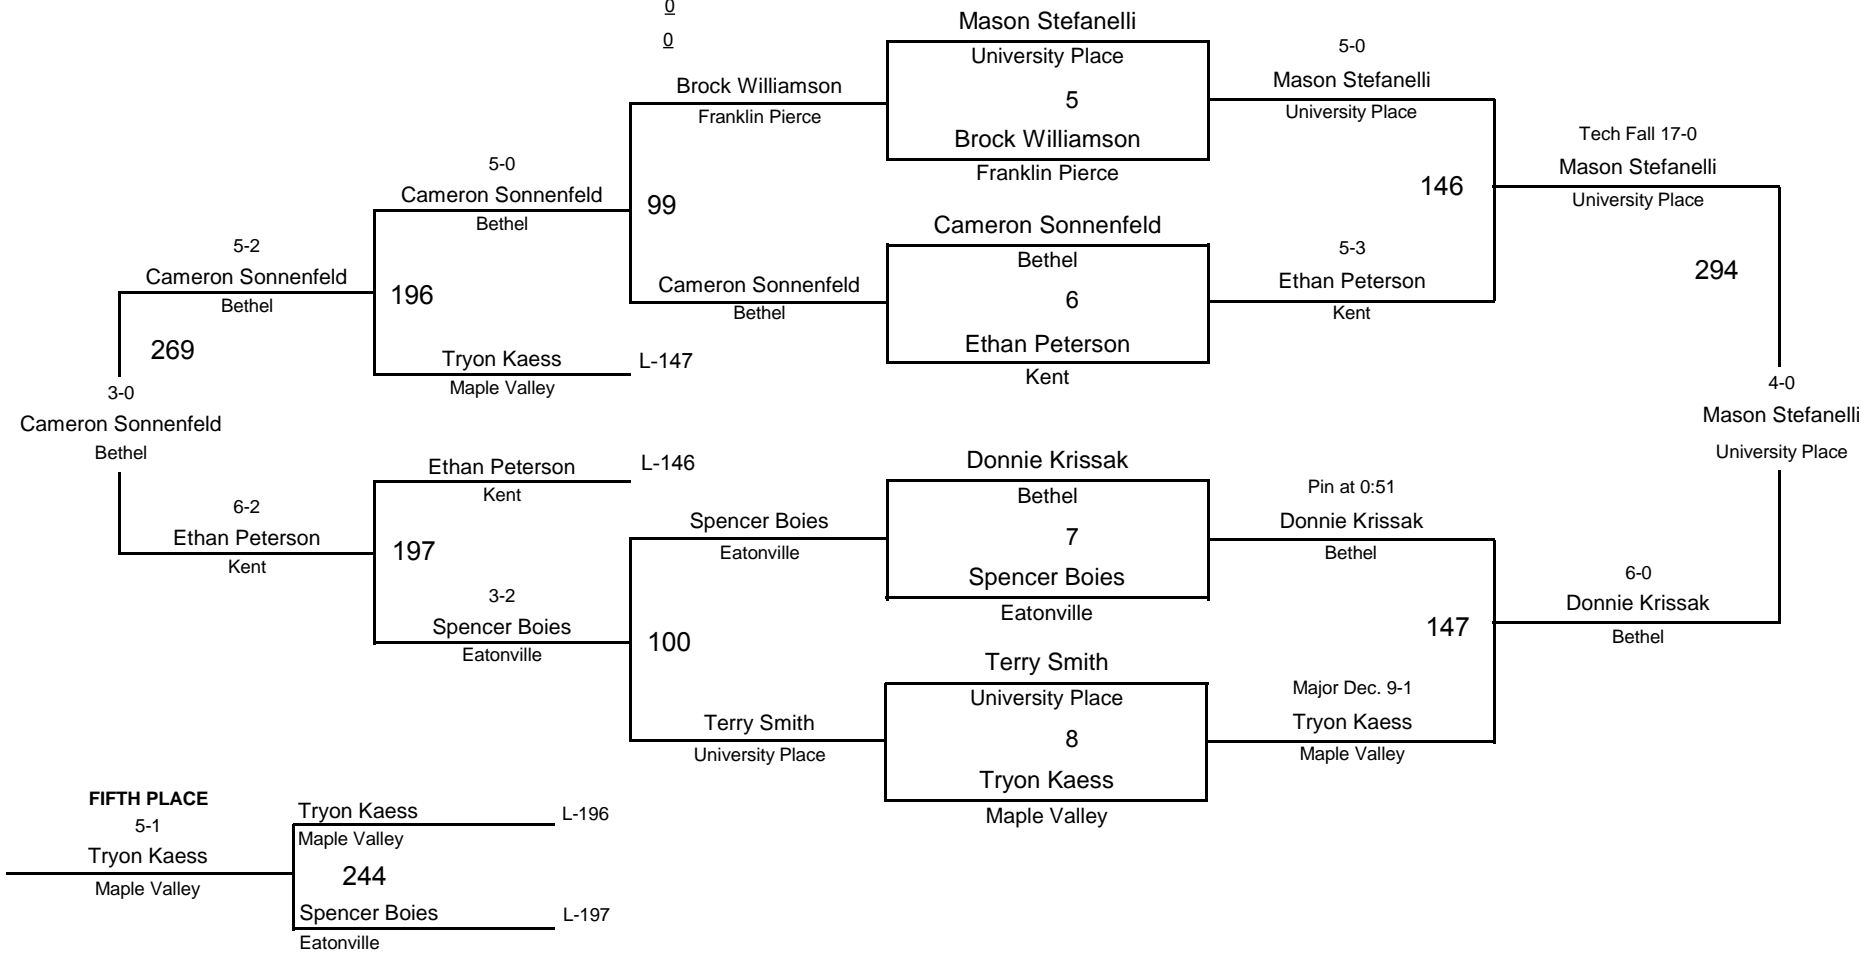 0
0
Mason Stefanelli
University Place
5
Brock Williamson
Franklin Pierce
Brock Williamson
Franklin Pierce
5-0
Mason Stefanelli
University Place
Tech Fall 17-0
Mason Stefanelli
University Place
146
5-0
Cameron Sonnenfeld
Bethel
99
Cameron Sonnenfeld
Bethel
6
Ethan Peterson
Kent
5-3
Ethan Peterson
Kent
294
5-2
Cameron Sonnenfeld
Bethel
196
Cameron Sonnenfeld
Bethel
269
Tryon Kaess
Maple Valley
L-147
3-0
Cameron Sonnenfeld
Bethel
4-0
Mason Stefanelli
University Place
Ethan Peterson
Kent
L-146
Donnie Krissak
Bethel
7
Spencer Boies
Eatonville
Pin at 0:51
Donnie Krissak
Bethel
6-2
Ethan Peterson
Kent
197
Spencer Boies
Eatonville
3-2
Spencer Boies
Eatonville
100
6-0
Donnie Krissak
Bethel
147
Terry Smith
University Place
8
Tryon Kaess
Maple Valley
Terry Smith
University Place
Major Dec. 9-1
Tryon Kaess
Maple Valley
FIFTH PLACE
5-1
Tryon Kaess
Maple Valley
Tryon Kaess
Maple Valley
L-196
244
Spencer Boies
Eatonville
L-197